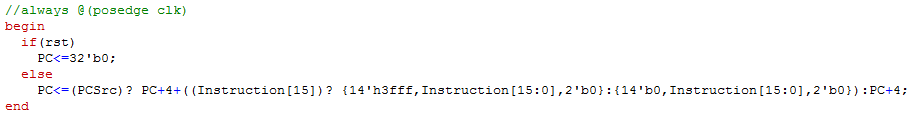 //always @(posedge clk)
begin
  if(rst)
    PC<=32'b0;
  else
    PC<=(PCSrc)? PC+4+((Instruction[15])? {14'h3fff,Instruction[15:0],2'b0}:{14'b0,Instruction[15:0],2'b0}):PC+4;
end